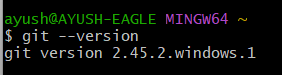 ayush@AYUSH-EAGLE MINGW64 ~
$ git --version
git version 2.45.2.windows.1